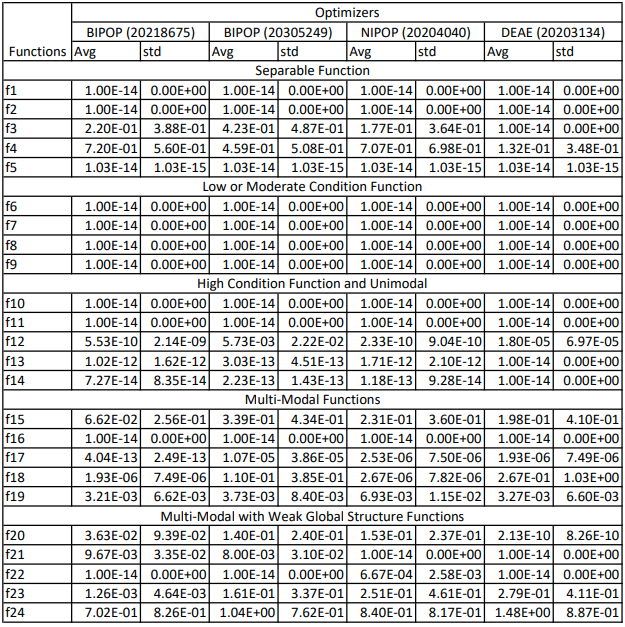 Optimizers
BIPOP (20218675) BIPOP (20305249) NIPOP (20204040) DEAE (20203134)
Functions Avg std Avg std Avg std Avg std
Separable Function
f1 1.00E-14 0.00E+00 1.00E-14 0.00E+00 1.00E-14 0.00E+00 1.00E-14 0.00E+00
f2 1.00E-14 0.00E+00 1.00E-14 0.00E+00 1.00E-14 0.00E+00 1.00E-14 0.00E+00
f3 2.20E-01 3.88E-01 4.23E-01 4.87E-01 1.77E-01 3.64E-01 1.00E-14 0.00E+00
f4 7.20E-01 5.60E-01 4.59E-01 5.08E-01 7.07E-01 6.98E-01 1.32E-01 3.48E-01
f5 1.03E-14 1.03E-15 1.03E-14 1.03E-15 1.03E-14 1.03E-15 1.03E-14 1.03E-15
Low or Moderate Condition Function
f6 1.00E-14 0.00E+00 1.00E-14 0.00E+00 1.00E-14 0.00E+00 1.00E-14 0.00E+00
f7 1.00E-14 0.00E+00 1.00E-14 0.00E+00 1.00E-14 0.00E+00 1.00E-14 0.00E+00
f8 1.00E-14 0.00E+00 1.00E-14 0.00E+00 1.00E-14 0.00E+00 1.00E-14 0.00E+00
f9 1.00E-14 0.00E+00 1.00E-14 0.00E+00 1.00E-14 0.00E+00 1.00E-14 0.00E+00
High Condition Function and Unimodal
f10 1.00E-14 0.00E+00 1.00E-14 0.00E+00 1.00E-14 0.00E+00 1.00E-14 0.00E+00
f11 1.00E-14 0.00E+00 1.00E-14 0.00E+00 1.00E-14 0.00E+00 1.00E-14 0.00E+00
f12 5.53E-10 2.14E-09 5.73E-03 2.22E-02 2.33E-10 9.04E-10 1.80E-05 6.97E-05
f13 1.02E-12 1.62E-12 3.03E-13 4.51E-13 1.71E-12 2.10E-12 1.00E-14 0.00E+00
f14 7.27E-14 8.35E-14 2.23E-13 1.43E-13 1.18E-13 9.28E-14 1.00E-14 0.00E+00
Multi-Modal Functions
f15 6.62E-02 2.56E-01 3.39E-01 4.34E-01 2.31E-01 3.60E-01 1.98E-01 4.10E-01
f16 1.00E-14 0.00E+00 1.00E-14 0.00E+00 1.00E-14 0.00E+00 1.00E-14 0.00E+00
f17 4.04E-13 2.49E-13 1.07E-05 3.86E-05 2.53E-06 7.50E-06 1.93E-06 7.49E-06
f18 1.93E-06 7.49E-06 1.10E-01 3.85E-01 2.67E-06 7.82E-06 2.67E-01 1.03E+00
f19 3.21E-03 6.62E-03 3.73E-03 8.40E-03 6.93E-03 1.15E-02 3.27E-03 6.60E-03
Multi-Modal with Weak Global Structure Functions
f20 3.63E-02 9.39E-02 1.40E-01 2.40E-01 1.53E-01 2.37E-01 2.13E-10 8.26E-10
f21 9.67E-03 3.35E-02 8.00E-03 3.10E-02 1.00E-14 0.00E+00 1.00E-14 0.00E+00
f22 1.00E-14 0.00E+00 1.00E-14 0.00E+00 6.67E-04 2.58E-03 1.00E-14 0.00E+00
f23 1.26E-03 4.64E-03 1.61E-01 3.37E-01 2.51E-01 4.61E-01 2.79E-01 4.11E-01
f24 7.02E-01 8.26E-01 1.04E+00 7.62E-01 8.40E-01 8.17E-01 1.48E+00 8.87E-01